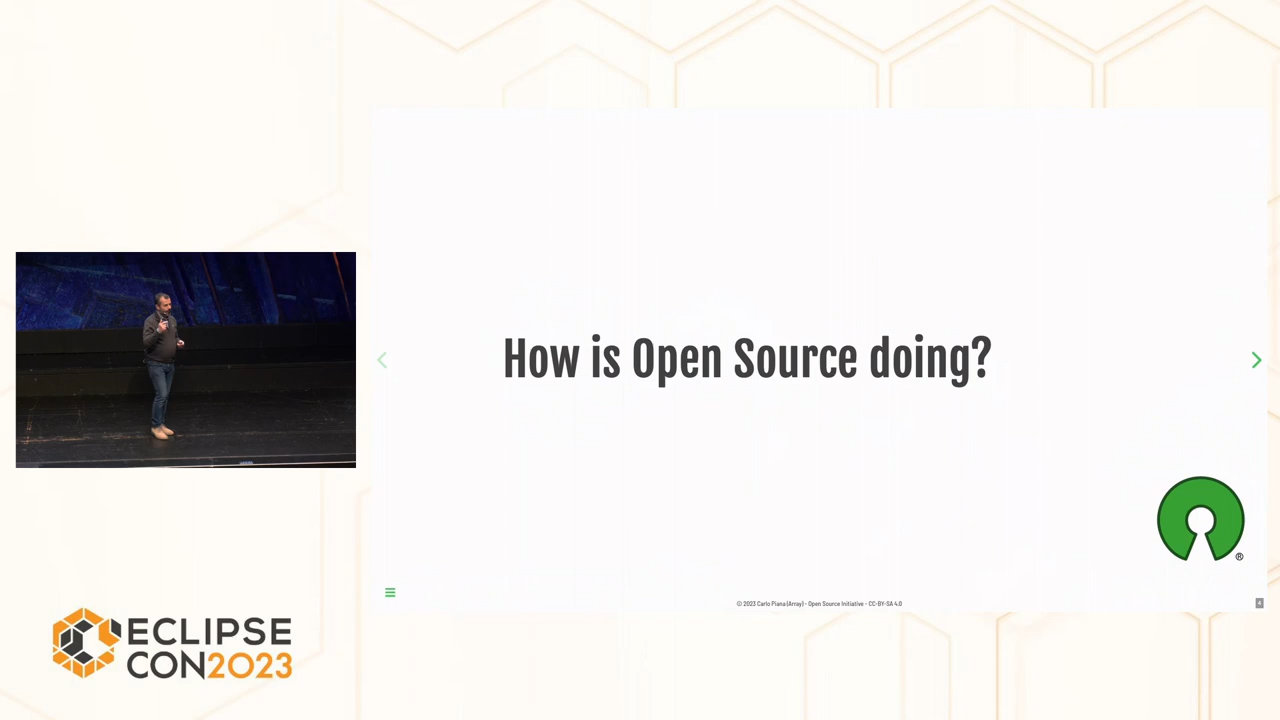 How is Open Source doing?
®
© 2023 Carlo Piana (Array) - Open Source Initiative - CC-BY-SA 4.0
4
ECLIPSE
CON2023